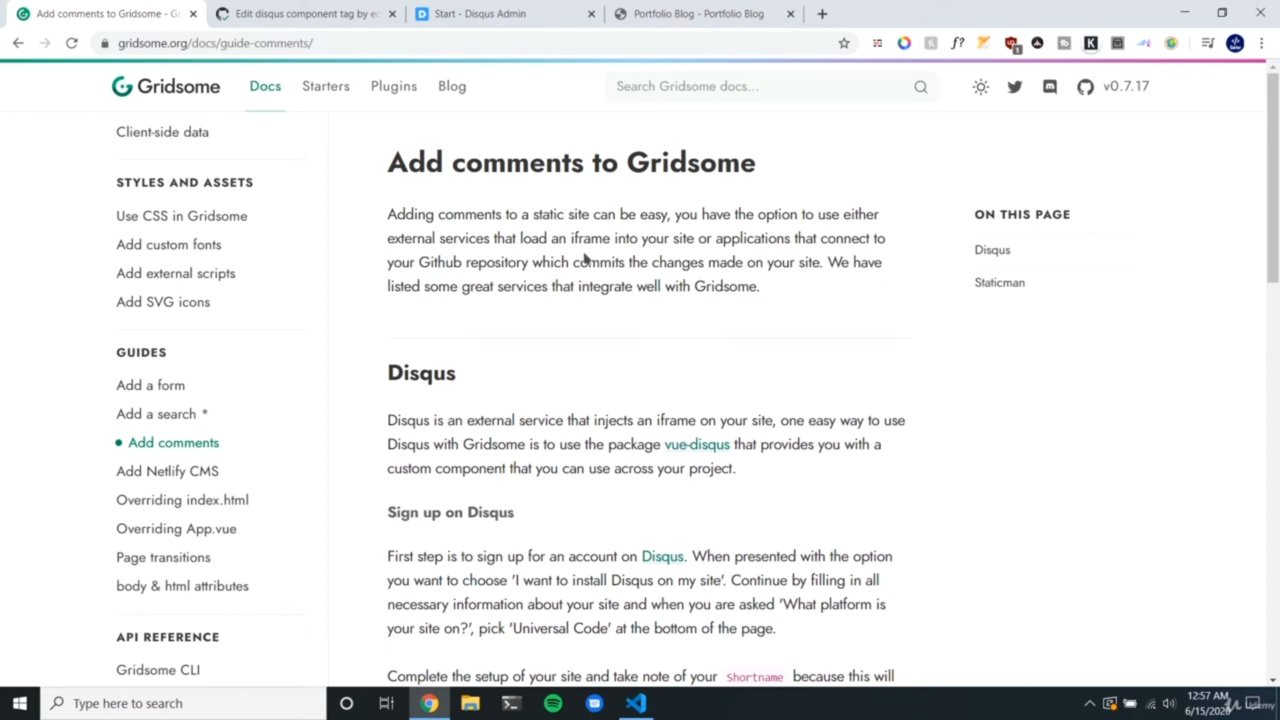 Add comments to Gridsome - Gr
Edit disqus component tag by ec
Start - Disqus Admin
Portfolio Blog - Portfolio Blog
gridsome.org/docs/guide-comments/
Gridsome
Docs
Starters
Plugins
Blog
Search Gridsome docs...
v0.7.17
Client-side data
STYLES AND ASSETS
Use CSS in Gridsome
Add custom fonts
Add external scripts
Add SVG icons
GUIDES
Add a form
Add a search *
Add comments
Add Netlify CMS
Overriding index.html
Overriding App.vue
Page transitions
body & html attributes
API REFERENCE
Gridsome CLI
Add comments to Gridsome
Adding comments to a static site can be easy, you have the option to use either
external services that load an iframe into your site or applications that connect to
your Github repository which commits the changes made on your site. We have
listed some great services that integrate well with Gridsome.
Disqus
Disqus is an external service that injects an iframe on your site, one easy way to use
Disqus with Gridsome is to use the package vue-disqus that provides you with a
custom component that you can use across your project.
Sign up on Disqus
First step is to sign up for an account on Disqus. When presented with the option
you want to choose 'I want to install Disqus on my site'. Continue by filling in all
necessary information about your site and when you are asked 'What platform is
your site on?', pick 'Universal Code' at the bottom of the page.
Complete the setup of your site and take note of your Shortname because this will
ON THIS PAGE
Disqus
Staticman
Type here to search
12:57 AM
6/15/2020
Udemy